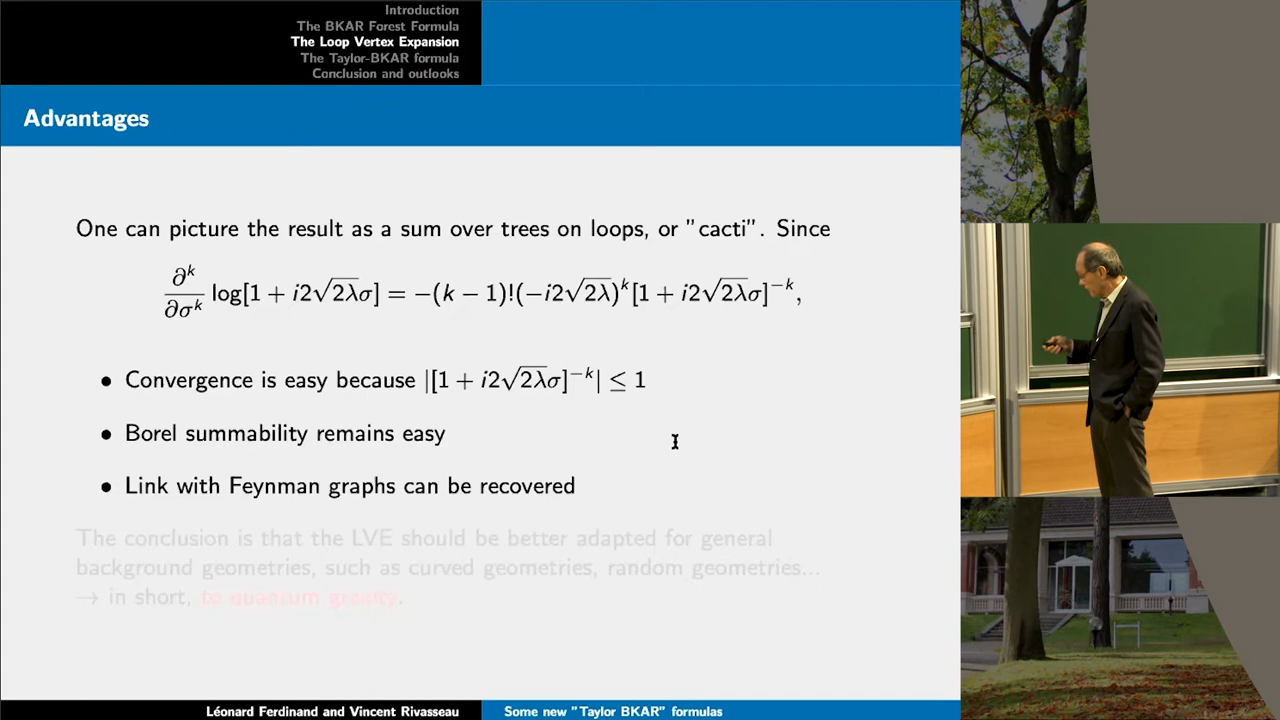 Introduction
The BKAR Forest Formula
The Loop Vertex Expansion
The Taylor-BKAR formula
Conclusion and outlooks
Advantages
One can picture the result as a sum over trees on loops, or ”cacti”. Since
∂^k/∂σ^k log[1 + i2√(2λ)σ] = −(k − 1)!(−i2√(2λ))^k[1 + i2√(2λ)σ]^{−k},
• Convergence is easy because |[1 + i2√(2λ)σ]^{−k}| ≤ 1
• Borel summability remains easy
• Link with Feynman graphs can be recovered
The conclusion is that the LVE should be better adapted for general
background geometries, such as curved geometries, random geometries...
→ in short, to quantum gravity.
Léonard Ferdinand and Vincent Rivasseau
Some new ”Taylor BKAR” formulas